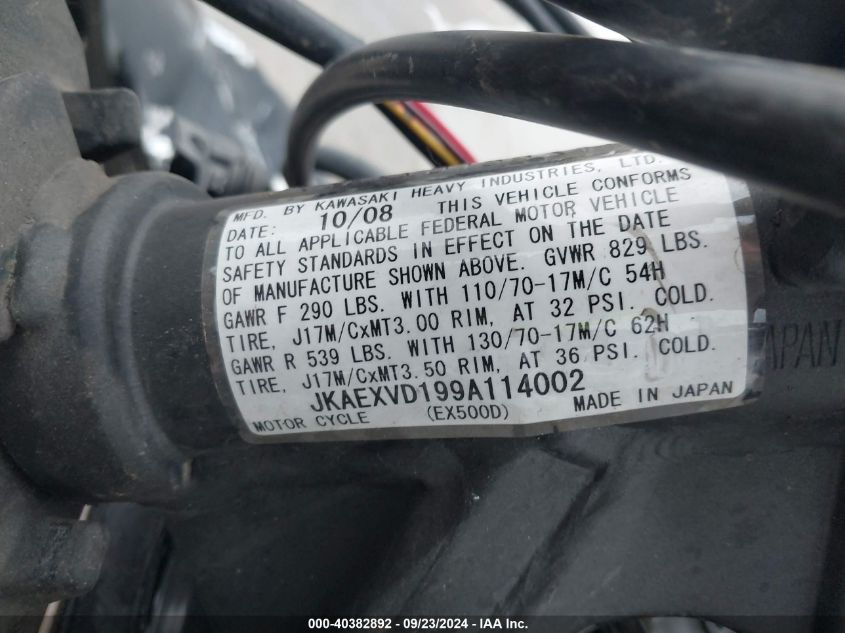 MFD. BY KAWASAKI HEAVY INDUSTRIES, LTD.
DATE: 10/08 THIS VEHICLE CONFORMS
TO ALL APPLICABLE FEDERAL MOTOR VEHICLE
SAFETY STANDARDS IN EFFECT ON THE DATE
OF MANUFACTURE SHOWN ABOVE. GVWR 829 LBS.
GAWR F 290 LBS. WITH 110/70-17M/C 54H
TIRE, J17M/CxMT3.00 RIM, AT 32 PSI. COLD.
GAWR R 539 LBS. WITH 130/70-17M/C 62H
TIRE, J17M/CxMT3.50 RIM, AT 36 PSI. COLD.
JKAEXVD199A114002
MOTOR CYCLE (EX500D) MADE IN JAPAN
JAPAN
000-40382892 / 09/23/2024 - IAA Inc.